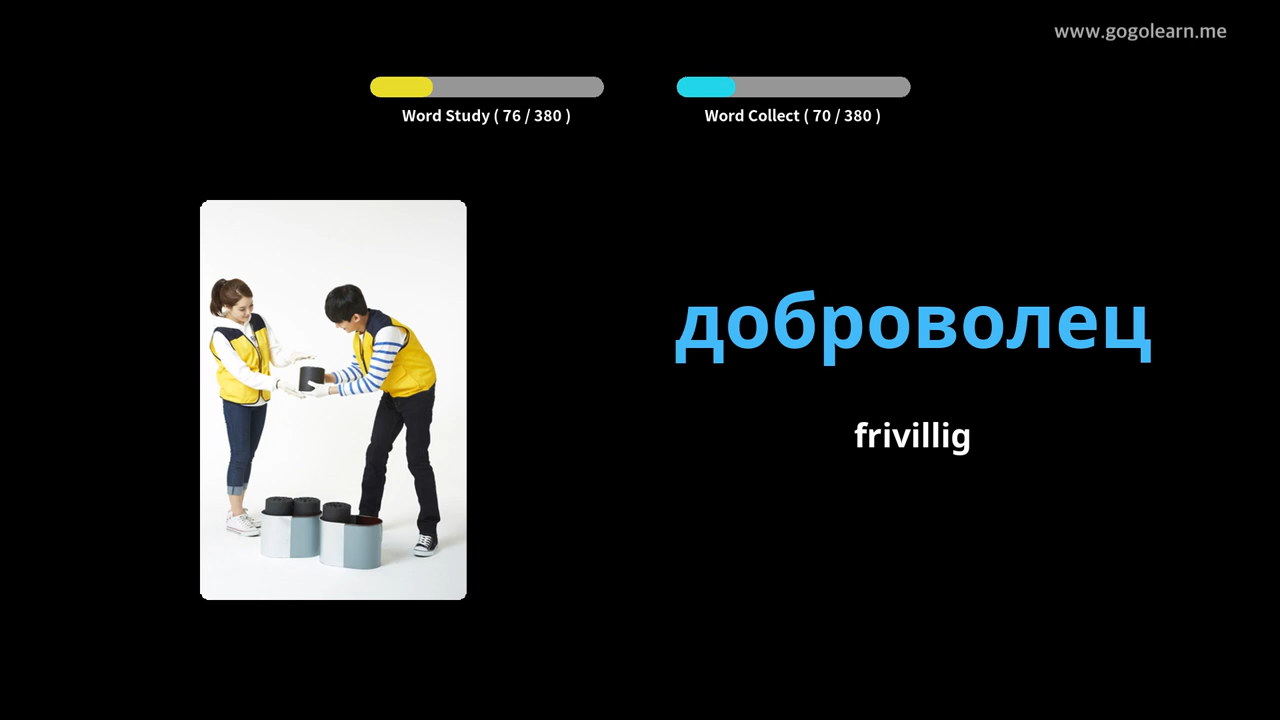 www.gogolearn.me
Word Study ( 76 / 380 )
Word Collect ( 70 / 380 )
доброволец
frivillig